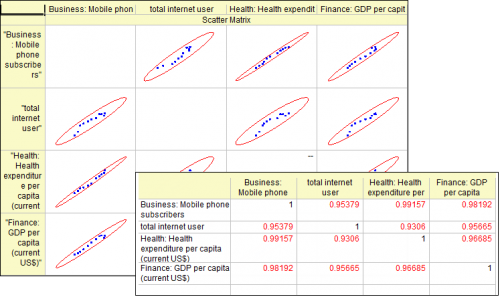 Business: Mobile phon total internet user Health: Health expendit Finance: GDP per capit
Scatter Matrix
"Business
: Mobile
phone
subscribe
rs"
"total
internet
user"
"Health:
Health
expenditur
e per
capita
(current
"Finance:
GDP per
capita
(current
US$)"
Business: total internet Health: Health Finance: GDP
Mobile phone user expenditure per per capita
Business: Mobile phone 1 0.95379 0.99157 0.98192
subscribers
total internet user 0.95379 1 0.9306 0.95665
Health: Health 0.99157 0.9306 1 0.96685
expenditure per capita
(current US$)
Finance: GDP per capita 0.98192 0.95665 0.96685 1
(current US$)